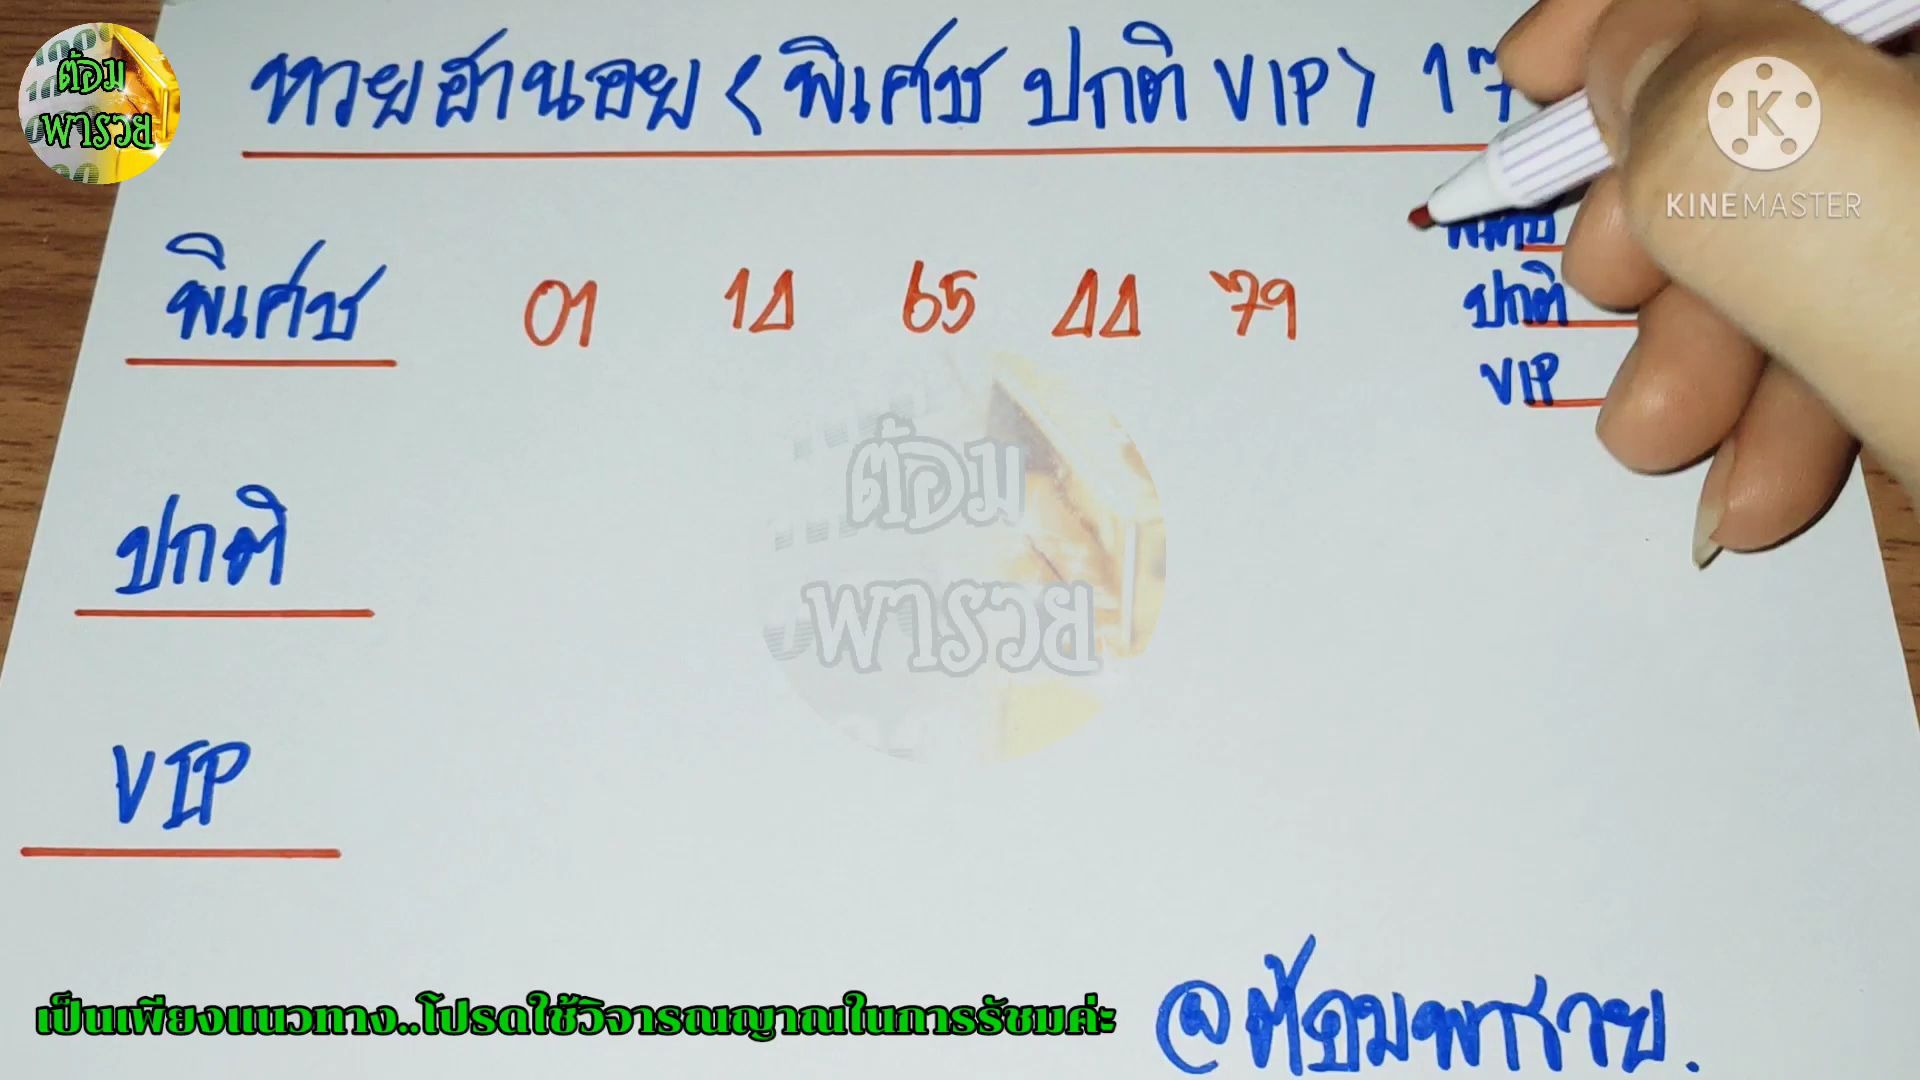 ต้อม
พารวย
หวยฮานอย < พิเศษ ปกติ VIP > 17
KINEMASTER
พิเศษ 01 14 65 44 79
ปกติ
VIP
ต้อม
พารวย
ปกติ
VIP
เป็นเพียงแนวทาง..โปรดใช้วิจารณญาณในการรัชมค่ะ
@ต้อมพารวย.